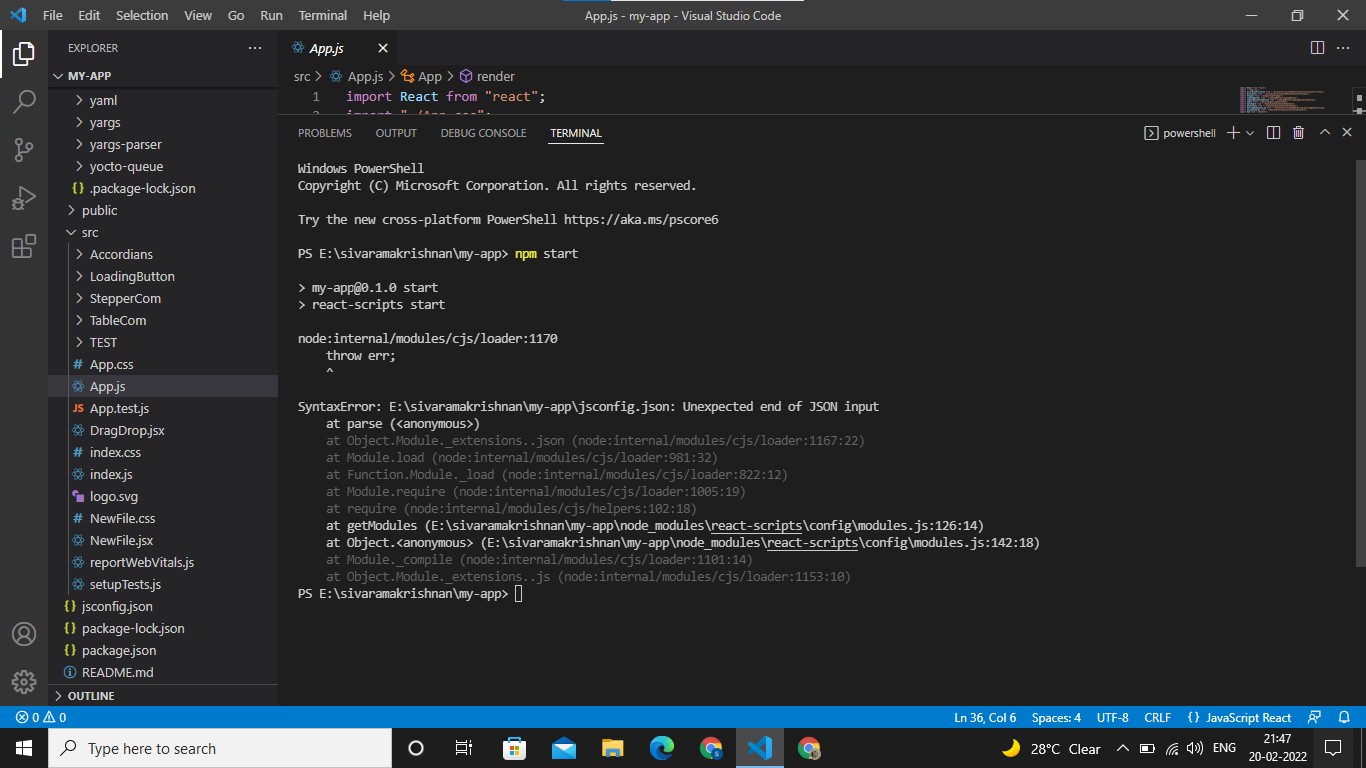 File Edit Selection View Go Run Terminal Help
App.js - my-app - Visual Studio Code
EXPLORER
MY-APP
yaml
yargs
yargs-parser
yocto-queue
{} .package-lock.json
public
src
Accordians
LoadingButton
StepperCom
TableCom
TEST
# App.css
App.js
JS App.test.js
DragDrop.jsx
# index.css
index.js
logo.svg
# NewFile.css
NewFile.jsx
reportWebVitals.js
setupTests.js
{} jsconfig.json
{} package-lock.json
{} package.json
README.md
OUTLINE
App.js
src > App.js > App > render
1 import React from "react";
PROBLEMS OUTPUT DEBUG CONSOLE TERMINAL
powershell
Windows PowerShell
Copyright (C) Microsoft Corporation. All rights reserved.
Try the new cross-platform PowerShell https://aka.ms/pscore6
PS E:\sivaramakrishnan\my-app> npm start
> my-app@0.1.0 start
> react-scripts start
node:internal/modules/cjs/loader:1170
throw err;
^
SyntaxError: E:\sivaramakrishnan\my-app\jsconfig.json: Unexpected end of JSON input
at parse (<anonymous>)
at Object.Module._extensions..json (node:internal/modules/cjs/loader:1167:22)
at Module.load (node:internal/modules/cjs/loader:981:32)
at Function.Module._load (node:internal/modules/cjs/loader:822:12)
at Module.require (node:internal/modules/cjs/loader:1005:19)
at require (node:internal/modules/cjs/helpers:102:18)
at getModules (E:\sivaramakrishnan\my-app\node_modules\react-scripts\config\modules.js:126:14)
at Object.<anonymous> (E:\sivaramakrishnan\my-app\node_modules\react-scripts\config\modules.js:142:18)
at Module._compile (node:internal/modules/cjs/loader:1101:14)
at Object.Module._extensions..js (node:internal/modules/cjs/loader:1153:10)
PS E:\sivaramakrishnan\my-app>
0 0
Ln 36, Col 6 Spaces: 4 UTF-8 CRLF {} JavaScript React
Type here to search
28°C Clear
ENG
21:47
20-02-2022